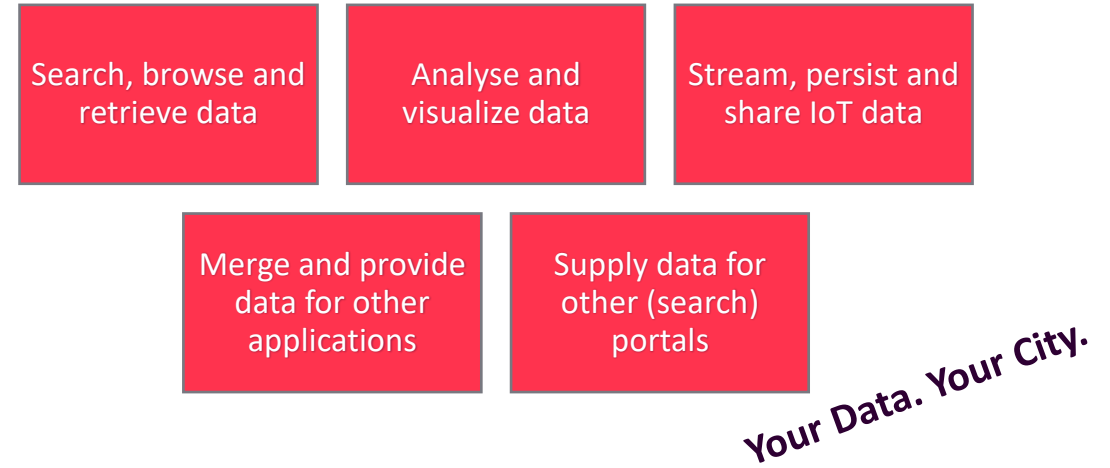 Search, browse and
retrieve data
Analyse and
visualize data
Stream, persist and
share IoT data
Merge and provide
data for other
applications
Supply data for
other (search)
portals
Your Data. Your City.